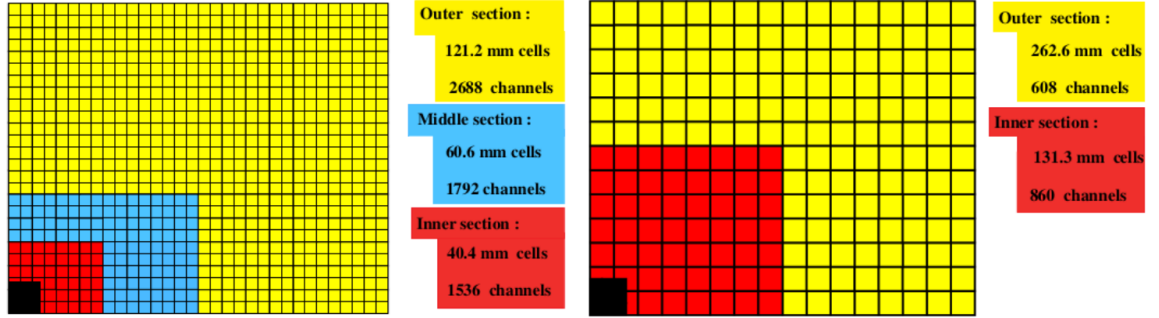 Outer section :
121.2 mm cells
2688 channels
Middle section :
60.6 mm cells
1792 channels
Inner section :
40.4 mm cells
1536 channels
Outer section :
262.6 mm cells
608 channels
Inner section :
131.3 mm cells
860 channels